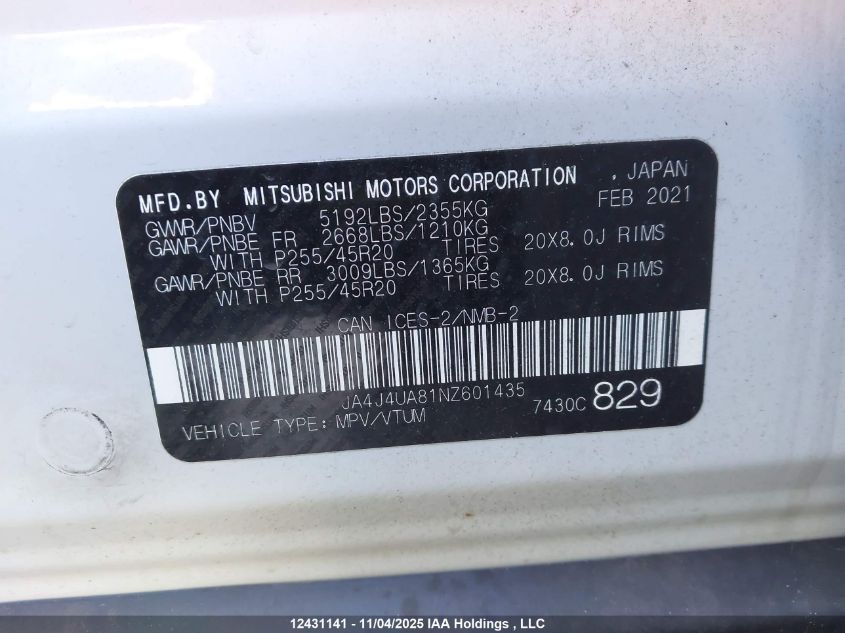 MFD.BY MITSUBISHI MOTORS CORPORATION , JAPAN
GVWR/PNBV 5192LBS/2355KG FEB 2021
GAWR/PNBE FR 2668LBS/1210KG
WITH P255/45R20 TIRES 20X8.0J RIMS
GAWR/PNBE RR 3009LBS/1365KG
WITH P255/45R20 TIRES 20X8.0J RIMS
CAN ICES-2/NMB-2
JA4J4UA81NZ601435
VEHICLE TYPE: MPV/VTUM 7430C 829
12431141 - 11/04/2025 IAA Holdings , LLC